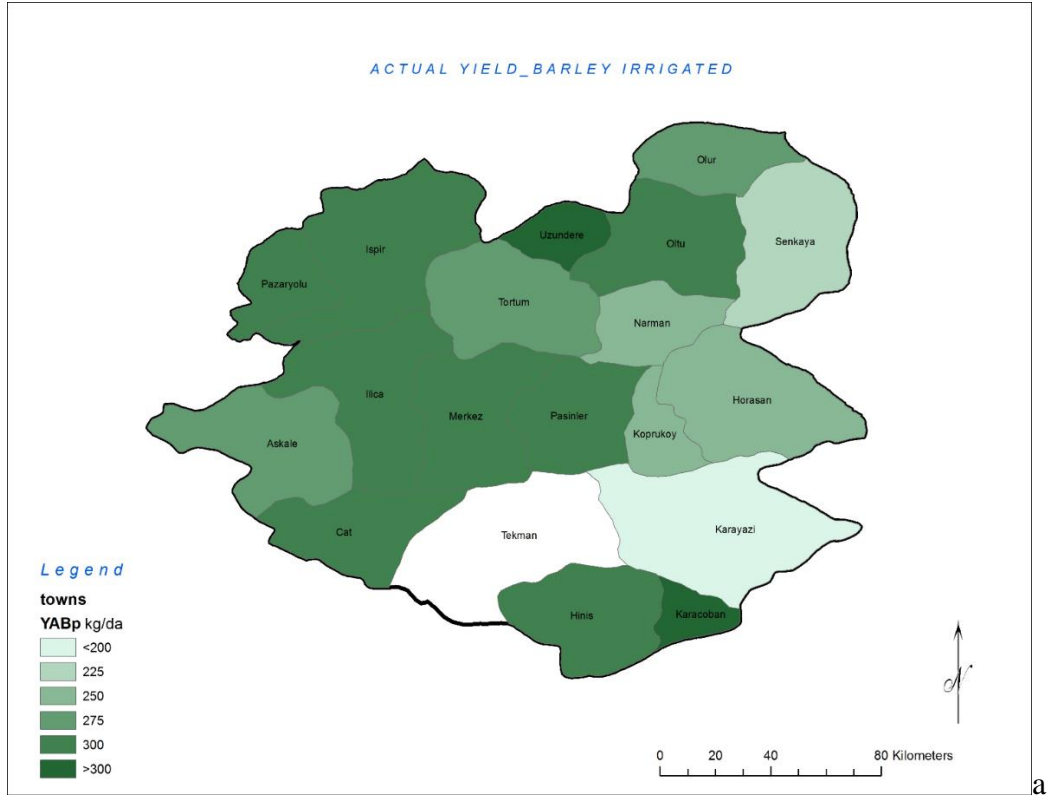 ACTUAL YIELD_BARLEY IRRIGATED
Olur
Uzundere
Oltu
Senkaya
Ispir
Pazaryolu
Tortum
Narman
Ilica
Merkez
Pasinler
Horasan
Koprukoy
Askale
Cat
Tekman
Karayazi
Hinis
Karacoban
Legend
towns
YABp kg/da
<200
225
250
275
300
>300
N
0 20 40 80 Kilometers
a